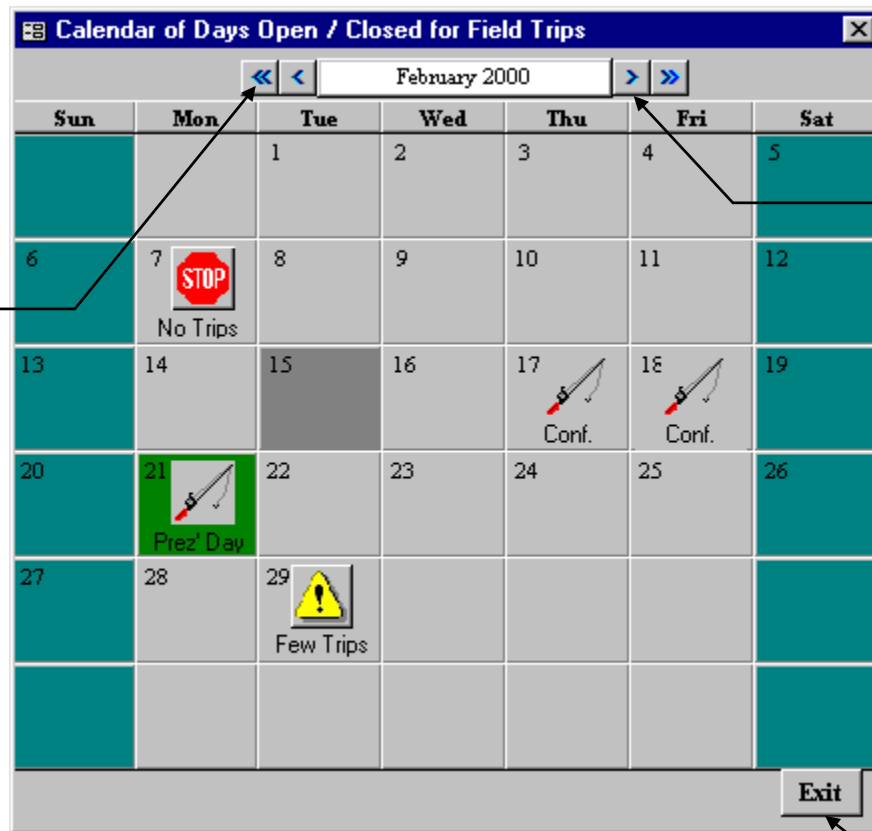 Calendar of Days Open / Closed for Field Trips
« < February 2000 > »
Sun Mon Tue Wed Thu Fri Sat
1 2 3 4 5
6 7 8 9 10 11 12
STOP
No Trips
13 14 15 16 17 18 19
Conf. Conf.
20 21 22 23 24 25 26
Prez' Day
27 28 29
Few Trips
Exit